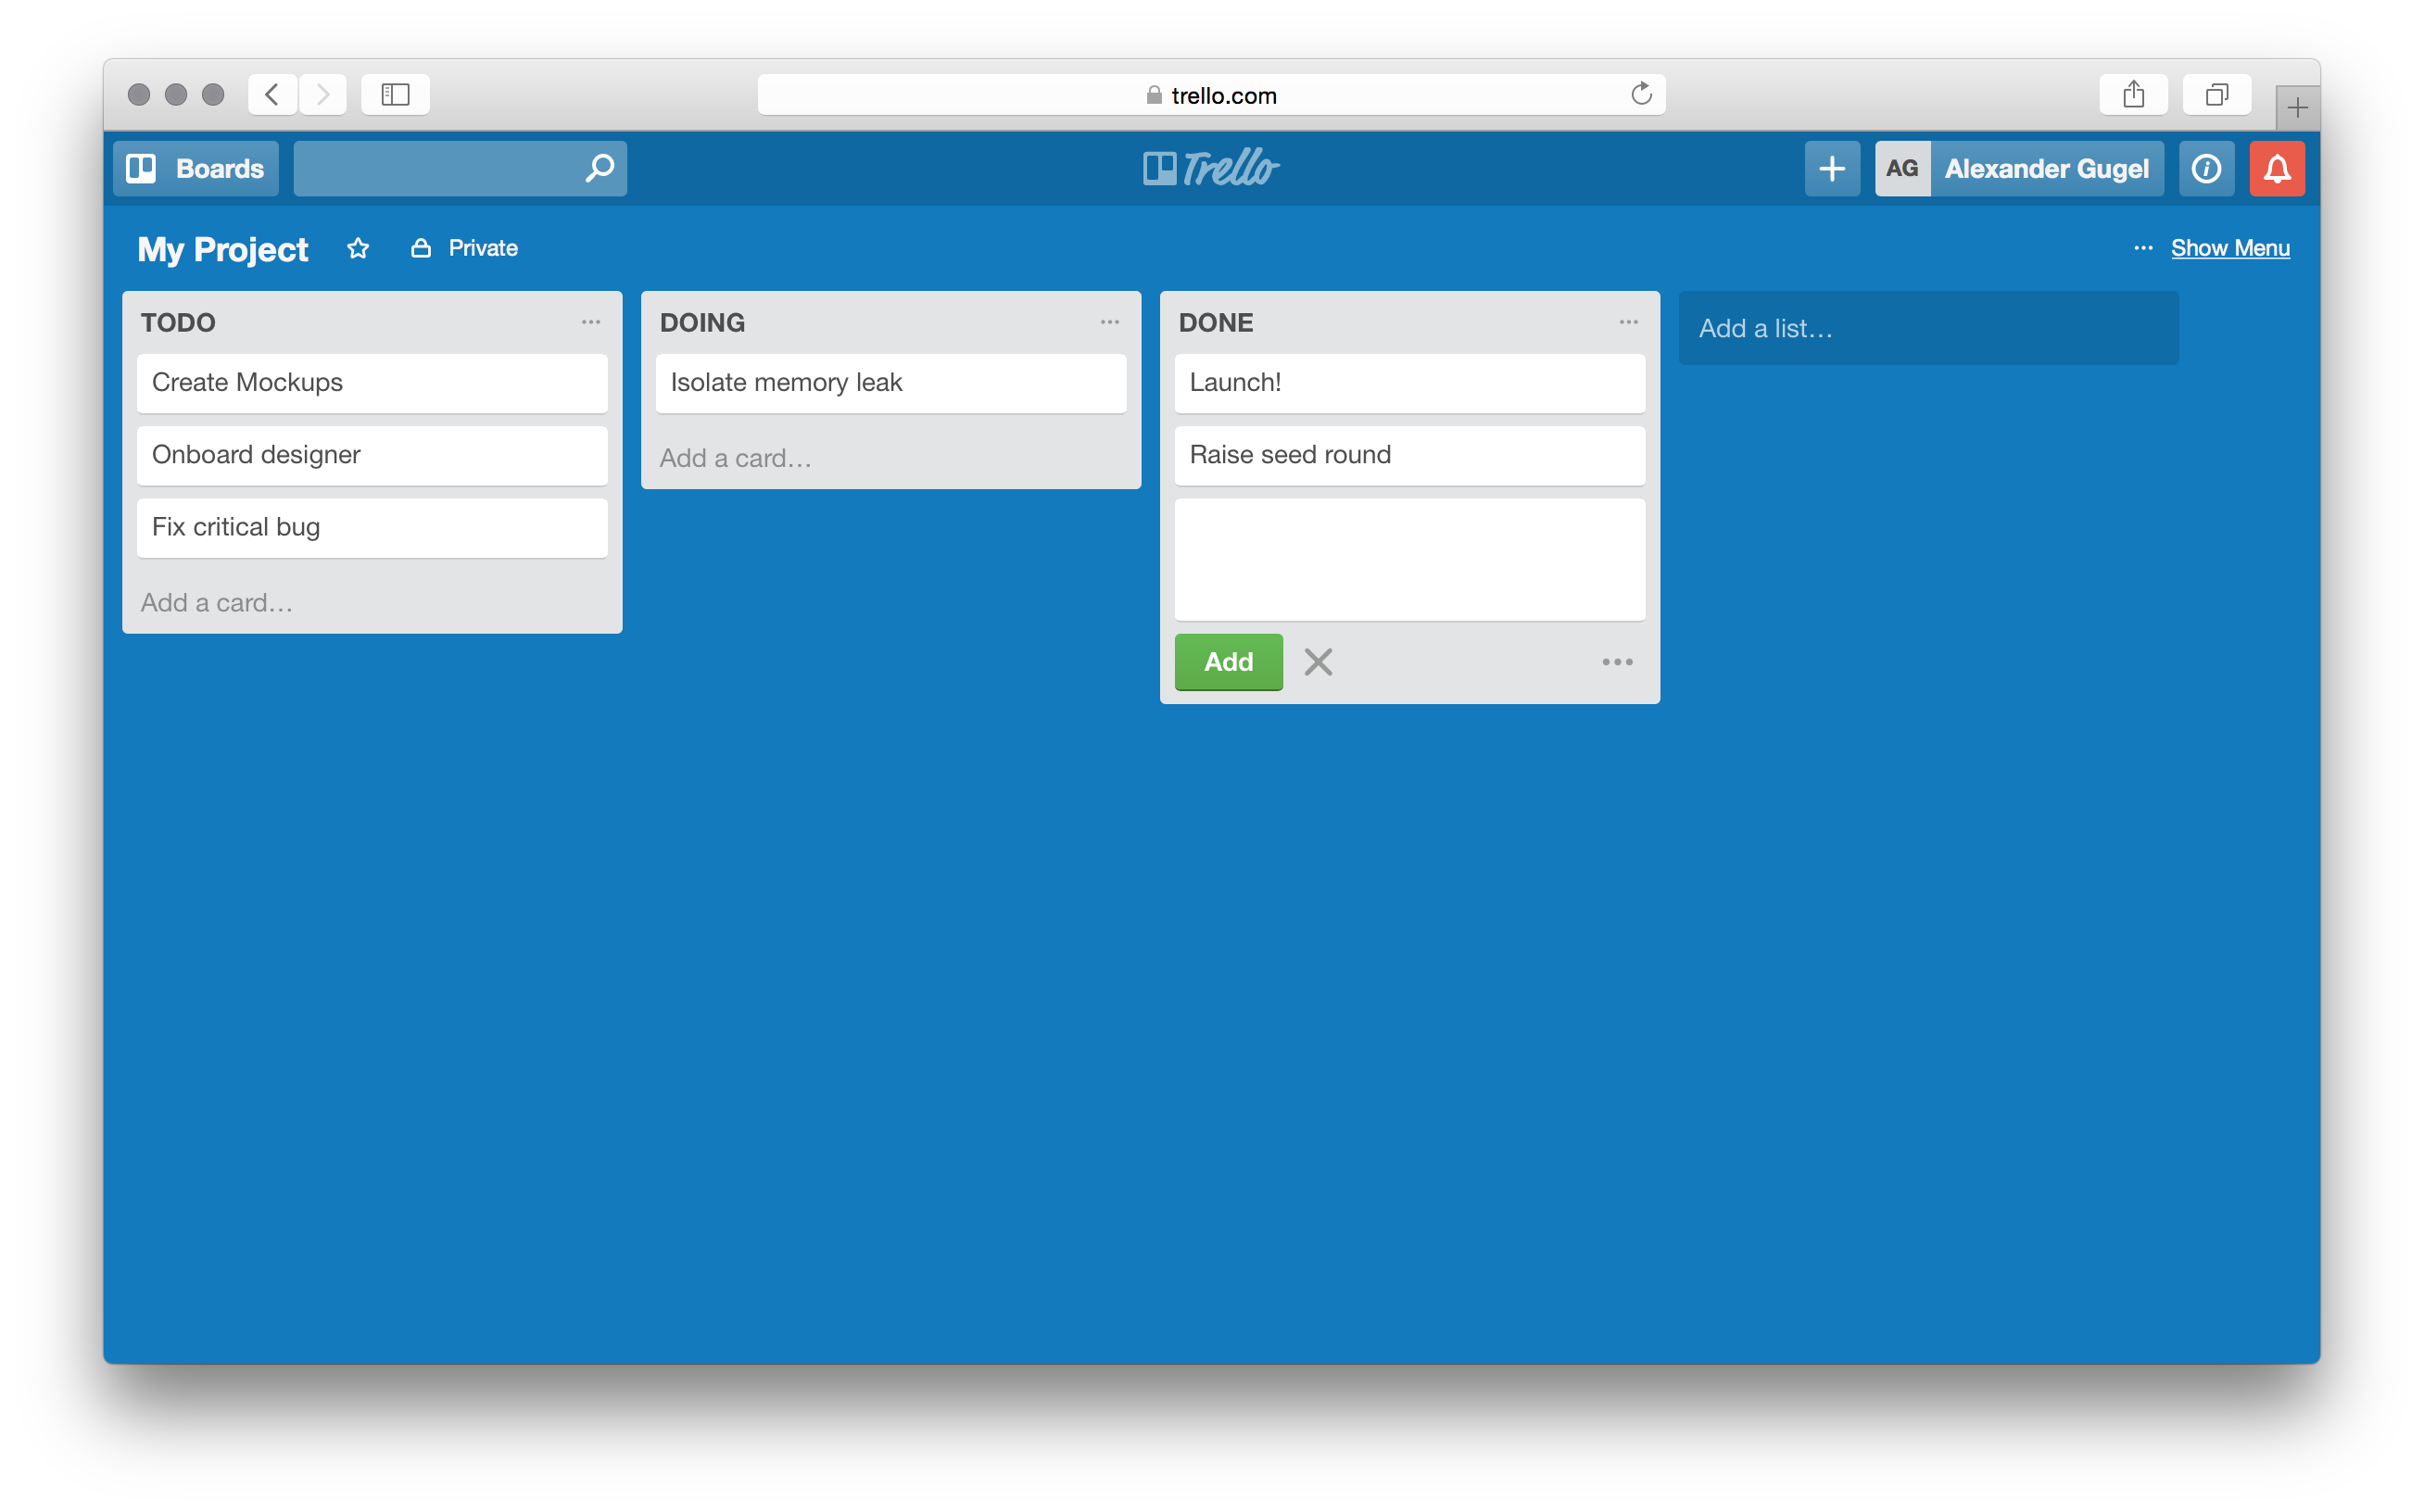 trello.com
Boards
Trello
AG Alexander Gugel
My Project Private
... Show Menu
TODO ...
Create Mockups
Onboard designer
Fix critical bug
Add a card…
DOING ...
Isolate memory leak
Add a card…
DONE ...
Launch!
Raise seed round
Add
Add a list…